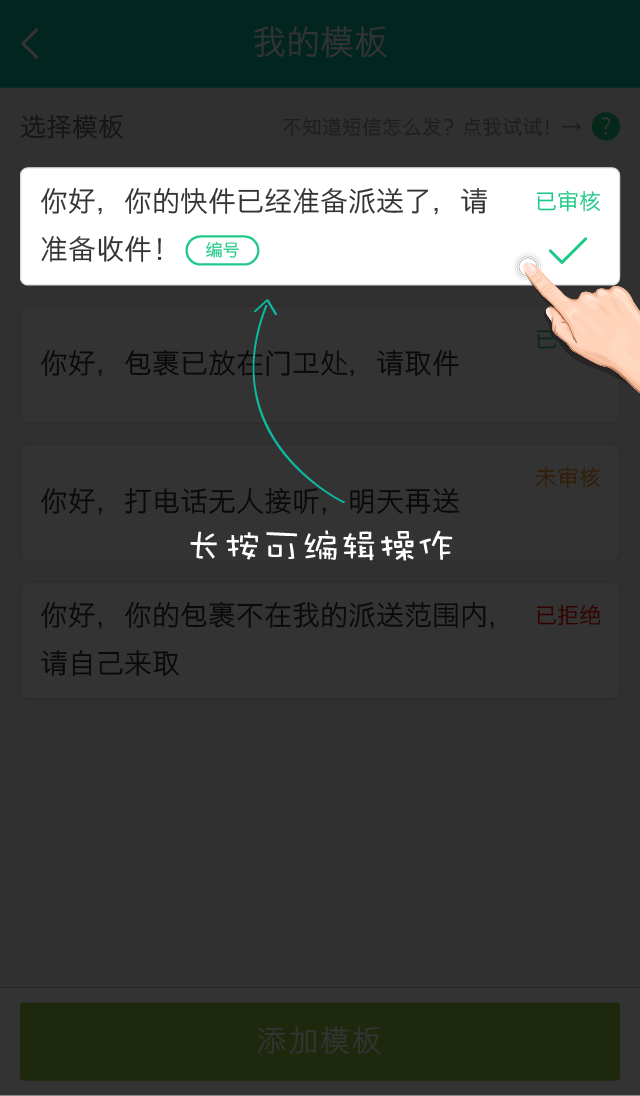 我的模板
选择模板
不知道短信怎么发？点我试试！→ ?
你好，你的快件已经准备派送了，请
准备收件！ 编号
已审核
你好，包裹已放在门卫处，请取件
已
你好，打电话无人接听，明天再送
未审核
长按可编辑操作
你好，你的包裹不在我的派送范围内，
请自己来取
已拒绝
添加模板